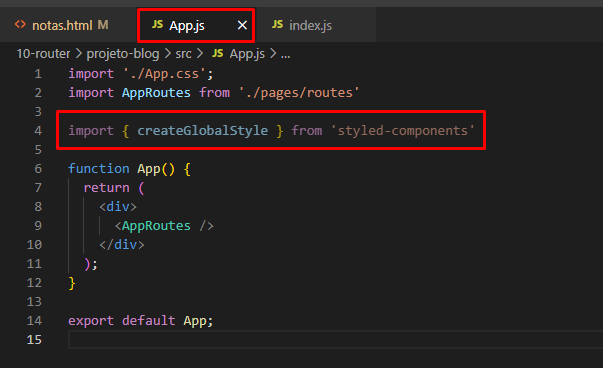 <> notas.html M JS App.js × JS index.js
10-router > projeto-blog > src > JS App.js > ...
1 import './App.css';
2 import AppRoutes from './pages/routes'
3
4 import { createGlobalStyle } from 'styled-components'
5
6 function App() {
7 return (
8 <div>
9 <AppRoutes />
10 </div>
11 );
12 }
13
14 export default App;
15